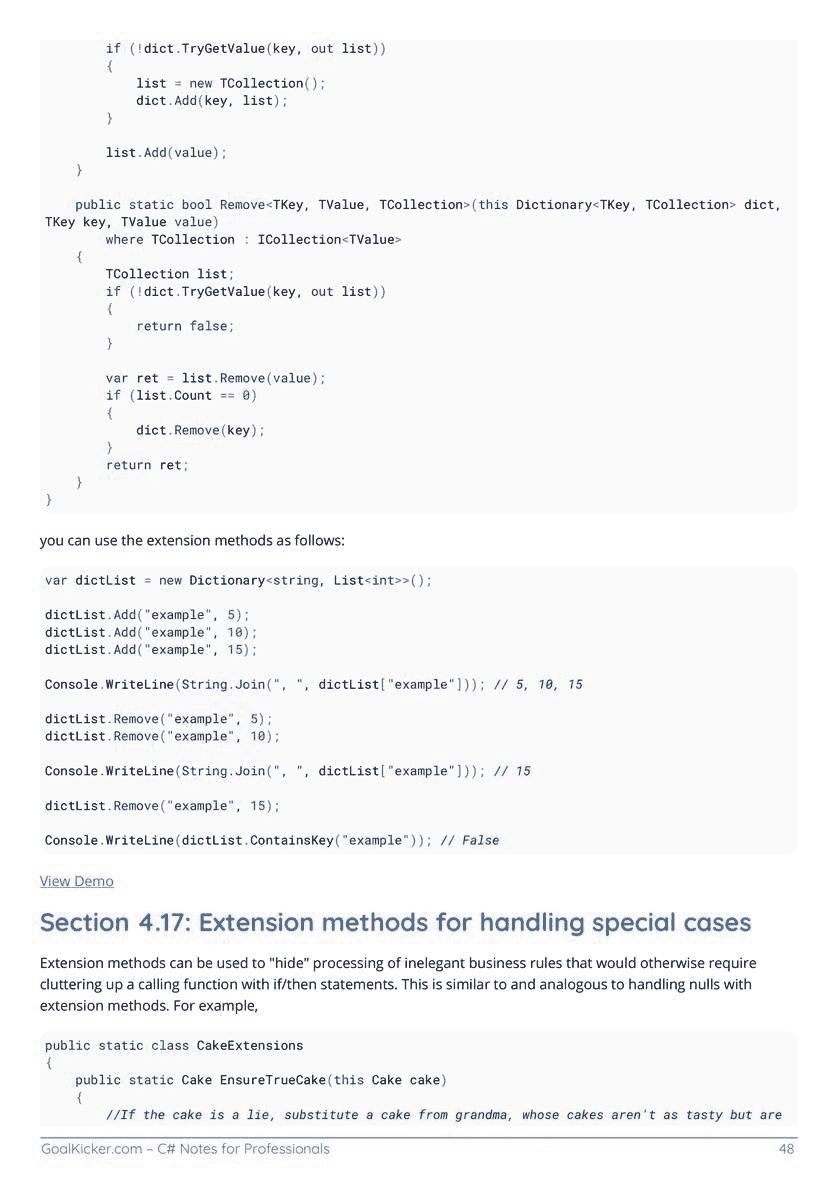 if (!dict.TryGetValue(key, out list))
{
list = new TCollection();
dict.Add(key, list);
}
list.Add(value);
}
public static bool Remove<TKey, TValue, TCollection>(this Dictionary<TKey, TCollection> dict,
TKey key, TValue value)
where TCollection : ICollection<TValue>
{
TCollection list;
if (!dict.TryGetValue(key, out list))
{
return false;
}
var ret = list.Remove(value);
if (list.Count == 0)
{
dict.Remove(key);
}
return ret;
}
}
you can use the extension methods as follows:
var dictList = new Dictionary<string, List<int>>();
dictList.Add("example", 5);
dictList.Add("example", 10);
dictList.Add("example", 15);
Console.WriteLine(String.Join(", ", dictList["example"])); // 5, 10, 15
dictList.Remove("example", 5);
dictList.Remove("example", 10);
Console.WriteLine(String.Join(", ", dictList["example"])); // 15
dictList.Remove("example", 15);
Console.WriteLine(dictList.ContainsKey("example")); // False
View Demo
Section 4.17: Extension methods for handling special cases
Extension methods can be used to "hide" processing of inelegant business rules that would otherwise require
cluttering up a calling function with if/then statements. This is similar to and analogous to handling nulls with
extension methods. For example,
public static class CakeExtensions
{
public static Cake EnsureTrueCake(this Cake cake)
{
//If the cake is a lie, substitute a cake from grandma, whose cakes aren't as tasty but are
GoalKicker.com – C# Notes for Professionals
48